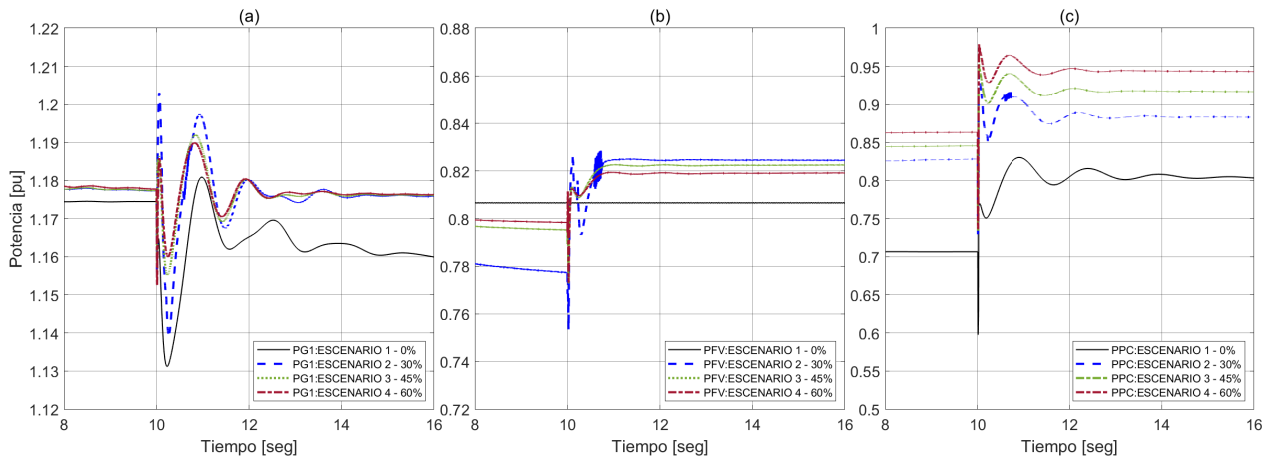 (a)
1.22
1.21
1.2
1.19
1.18
1.17
1.16
1.15
1.14
1.13
1.12
Potencia [pu]
PG1:ESCENARIO 1 - 0%
PG1:ESCENARIO 2 - 30%
PG1:ESCENARIO 3 - 45%
PG1:ESCENARIO 4 - 60%
8 10 12 14 16
Tiempo [seg]
(b)
0.88
0.86
0.84
0.82
0.8
0.78
0.76
0.74
0.72
PFV:ESCENARIO 1 - 0%
PFV:ESCENARIO 2 - 30%
PFV:ESCENARIO 3 - 45%
PFV:ESCENARIO 4 - 60%
8 10 12 14 16
Tiempo [seg]
(c)
1
0.95
0.9
0.85
0.8
0.75
0.7
0.65
0.6
0.55
0.5
PPC:ESCENARIO 1 - 0%
PPC:ESCENARIO 2 - 30%
PPC:ESCENARIO 3 - 45%
PPC:ESCENARIO 4 - 60%
8 10 12 14 16
Tiempo [seg]